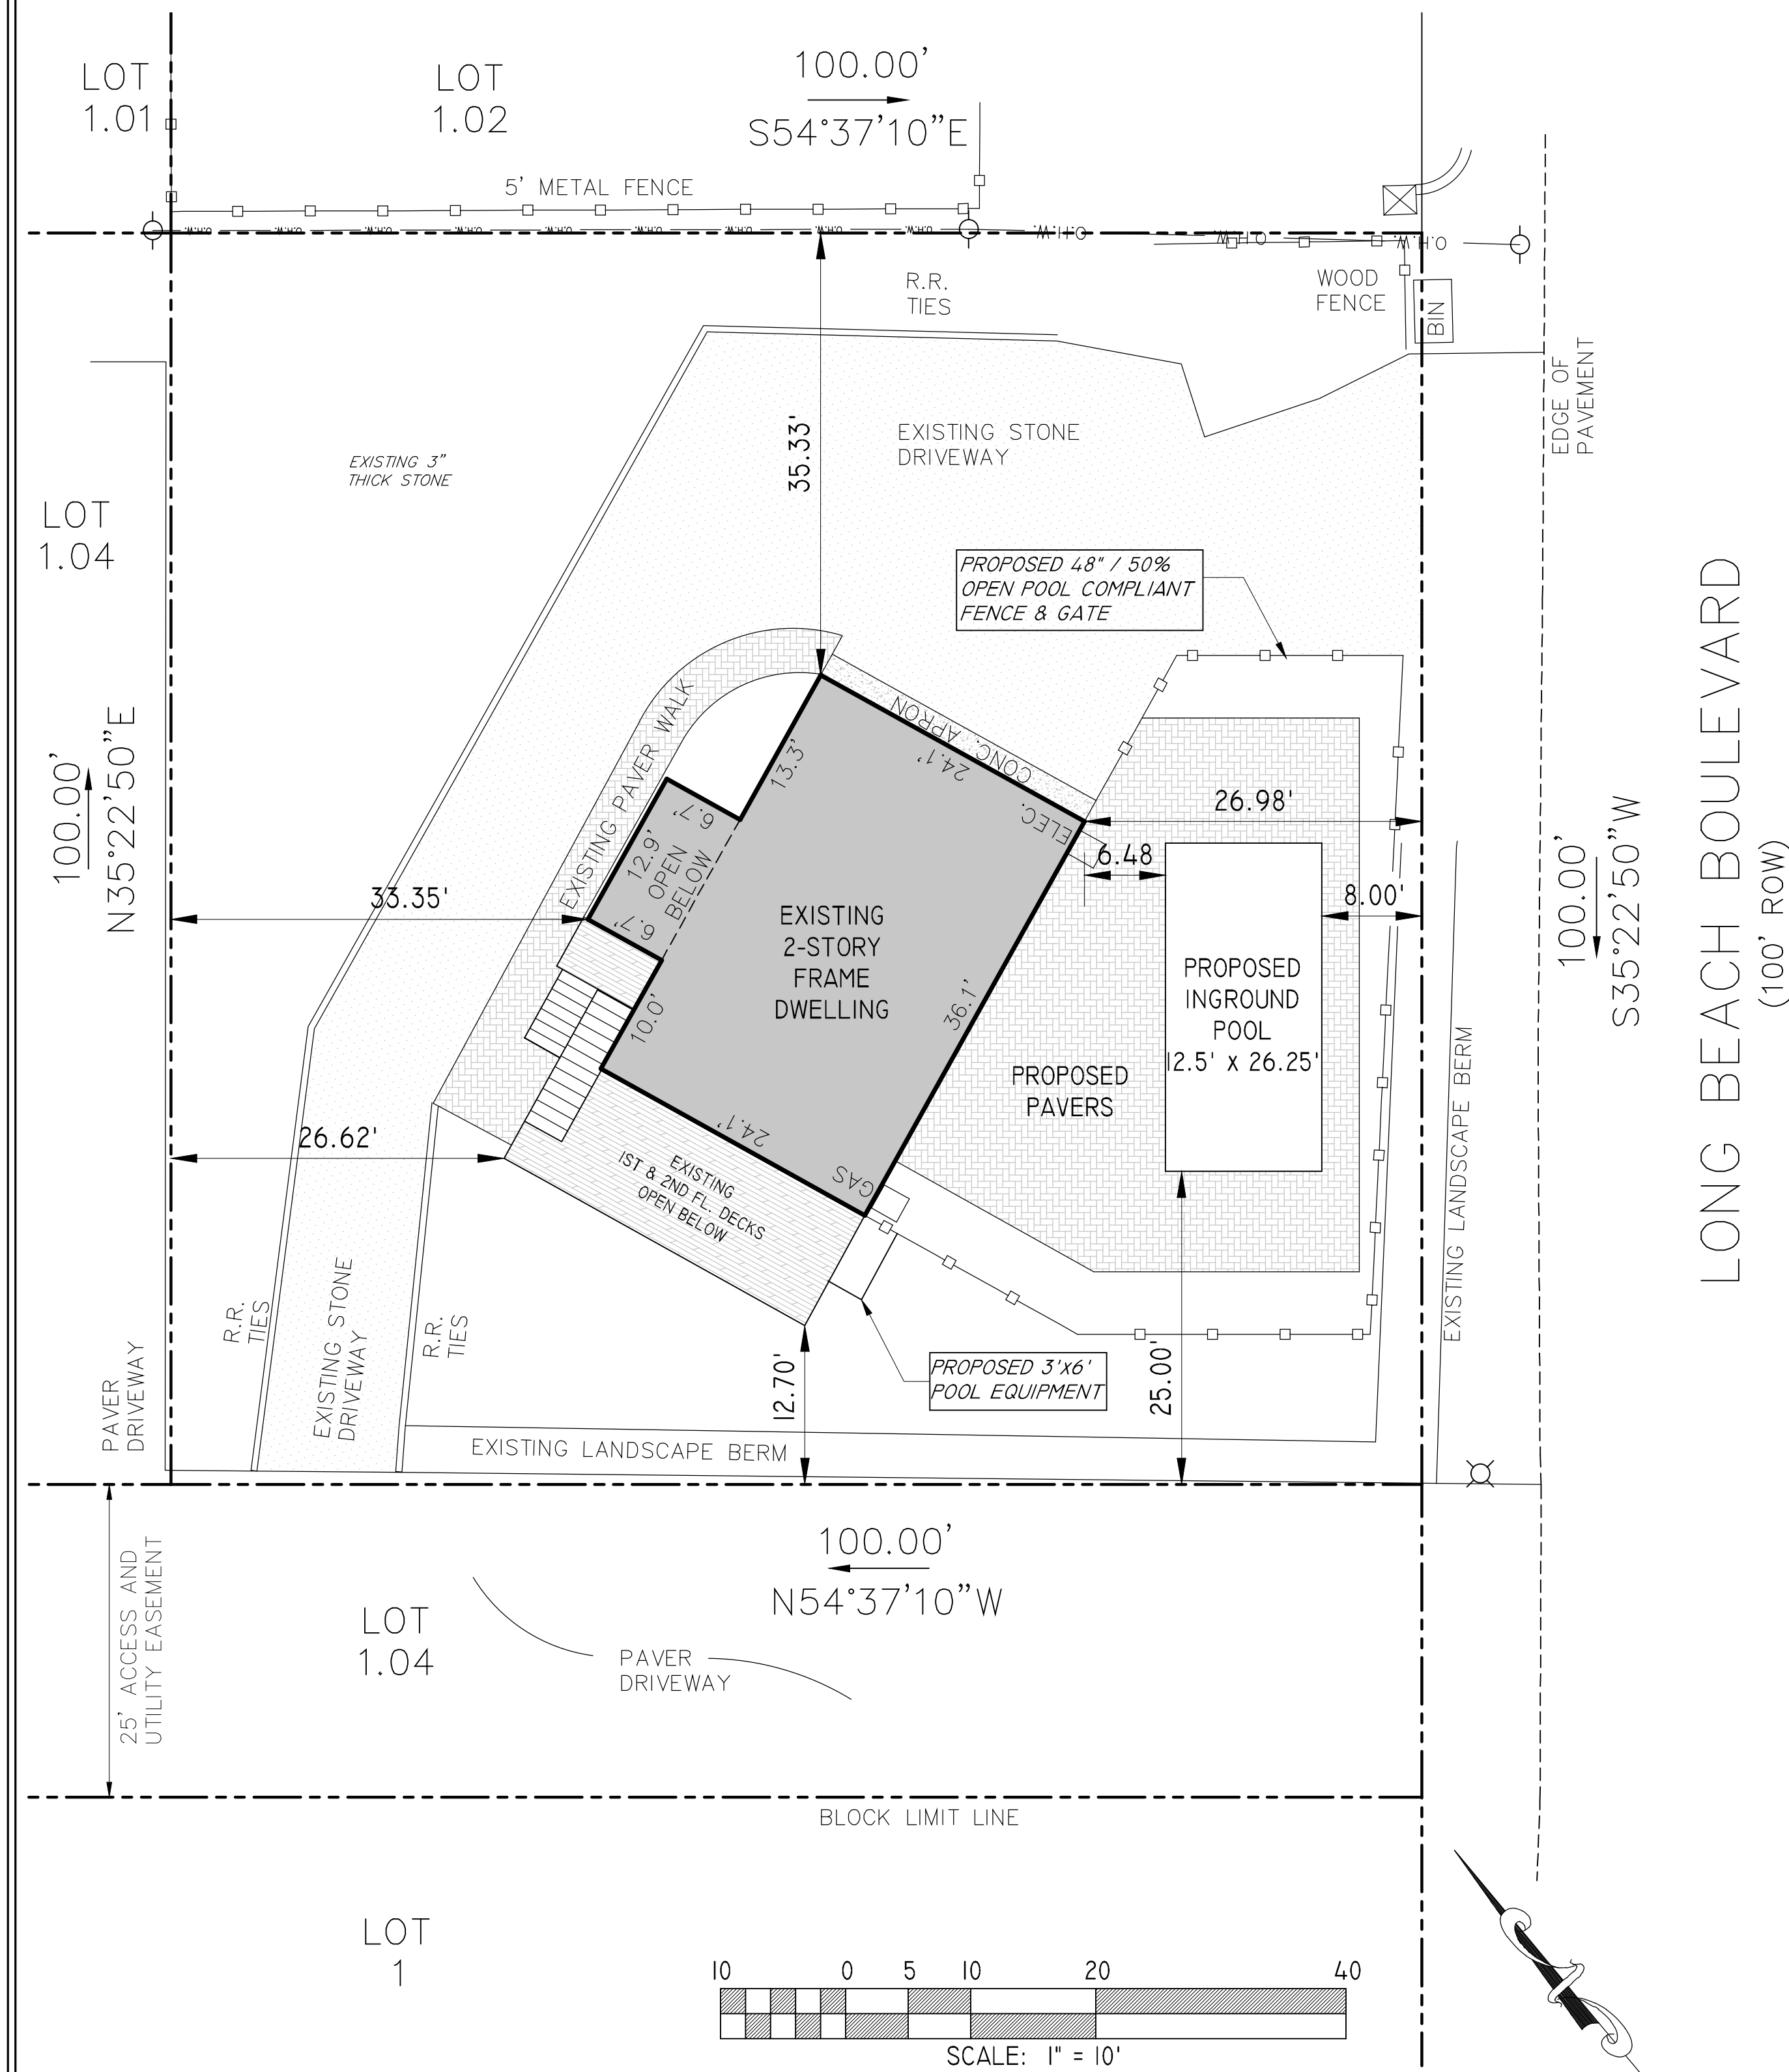 LOT
1.01
LOT
1.02
100.00'
S54°37'10"E
5' METAL FENCE
O.H.W.
O.H.W.
O.H.W.
O.H.W.
O.H.W.
O.H.W.
O.H.W.
O.H.W.
O.H.W.
O.H.W.
O.H.W.
O.H.W.
R.R.
TIES
WOOD
FENCE
BIN
EDGE OF
PAVEMENT
EXISTING 3"
THICK STONE
35.33'
EXISTING STONE
DRIVEWAY
LOT
1.04
PROPOSED 48" / 50%
OPEN POOL COMPLIANT
FENCE & GATE
100.00'
N35°22'50"E
EXISTING PAVER WALK
CONC. APRON
24.1'
13.3'
6.7'
ELEC.
12.9'
OPEN
BELOW
6.7'
33.35'
26.98'
6.48
8.00'
EXISTING
2-STORY
FRAME
DWELLING
10.0'
36.1'
PROPOSED
INGROUND
POOL
12.5' X 26.25'
PROPOSED
PAVERS
100.00'
S35°22'50"W
LONG BEACH BOULEVARD
(100' ROW)
EXISTING LANDSCAPE BERM
26.62'
24.1'
GAS
EXISTING
1ST & 2ND FL. DECKS
OPEN BELOW
R.R.
TIES
EXISTING STONE
DRIVEWAY
R.R.
TIES
PAVER
DRIVEWAY
12.70'
PROPOSED 3'x6'
POOL EQUIPMENT
25.00'
EXISTING LANDSCAPE BERM
25' ACCESS AND
UTILITY EASEMENT
100.00'
N54°37'10"W
LOT
1.04
PAVER
DRIVEWAY
BLOCK LIMIT LINE
LOT
1
10 0 5 10 20 40
SCALE: 1" = 10'